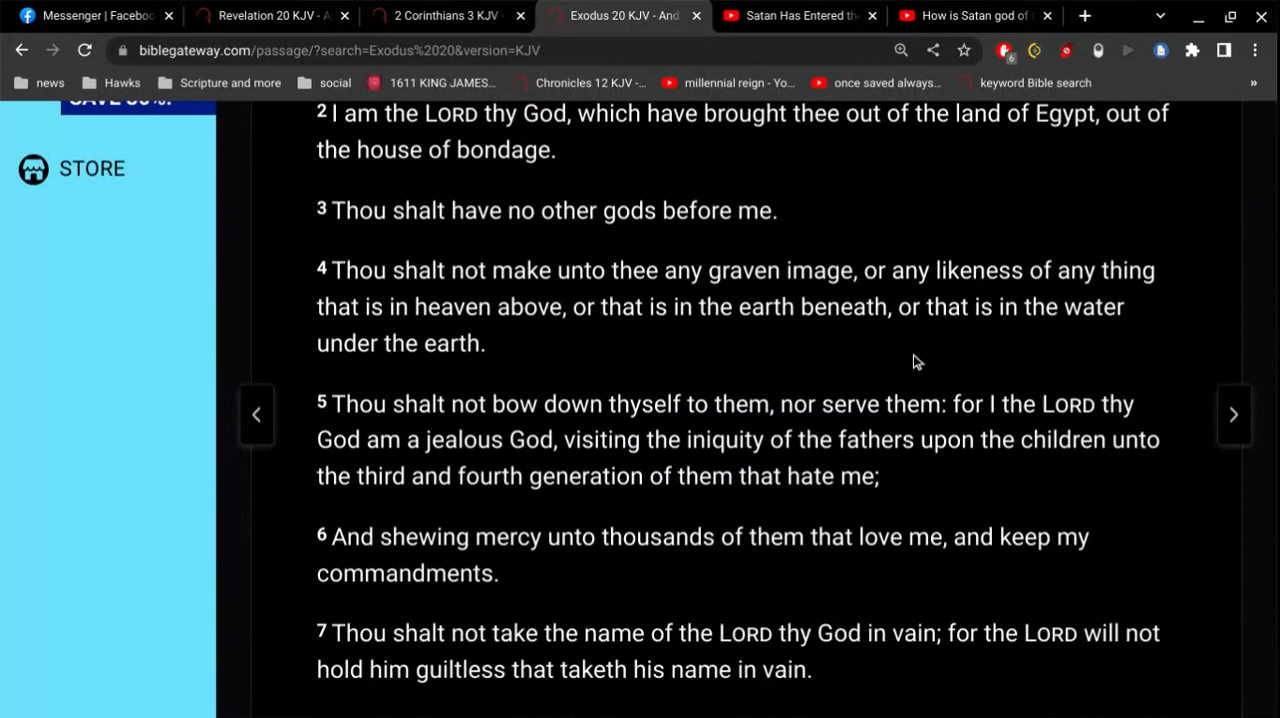 Messenger | Faceboo
Revelation 20 KJV - A
2 Corinthians 3 KJV -
Exodus 20 KJV - And
Satan Has Entered th
How is Satan god of t
biblegateway.com/passage/?search=Exodus%2020&version=KJV
6
news
Hawks
Scripture and more
social
1611 KING JAMES...
Chronicles 12 KJV -...
millennial reign - Yo...
once saved always...
keyword Bible search
»
STORE
2 I am the LORD thy God, which have brought thee out of the land of Egypt, out of
the house of bondage.
3 Thou shalt have no other gods before me.
4 Thou shalt not make unto thee any graven image, or any likeness of any thing
that is in heaven above, or that is in the earth beneath, or that is in the water
under the earth.
5 Thou shalt not bow down thyself to them, nor serve them: for I the LORD thy
God am a jealous God, visiting the iniquity of the fathers upon the children unto
the third and fourth generation of them that hate me;
6 And shewing mercy unto thousands of them that love me, and keep my
commandments.
7 Thou shalt not take the name of the LORD thy God in vain; for the LORD will not
hold him guiltless that taketh his name in vain.